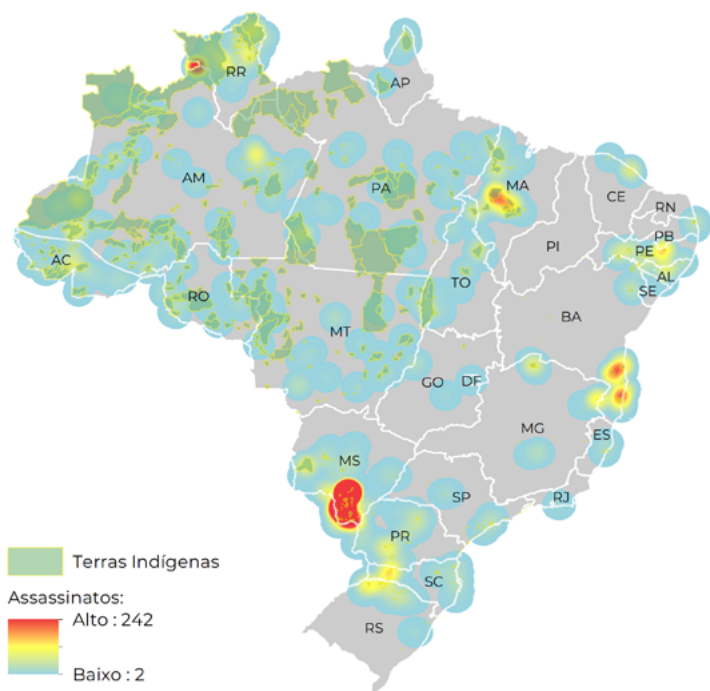 RR
AP
AM
PA
MA
CE
RN
PB
PE
AL
SE
PI
AC
TO
RO
BA
MT
GO
DF
MG
ES
MS
SP
RJ
PR
SC
RS
Terras Indígenas
Assassinatos:
Alto : 242
Baixo : 2